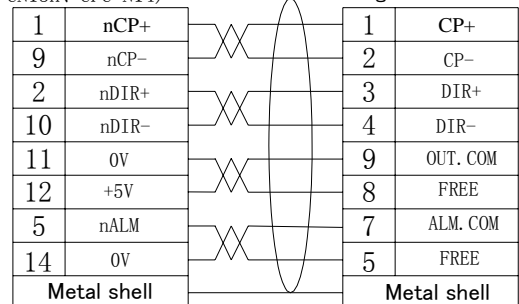 1 nCP+ 1 CP+
9 nCP− 2 CP−
2 nDIR+ 3 DIR+
10 nDIR− 4 DIR−
11 0V 9 OUT. COM
12 +5V 8 FREE
5 nALM 7 ALM. COM
14 0V 5 FREE
Metal shell Metal shell